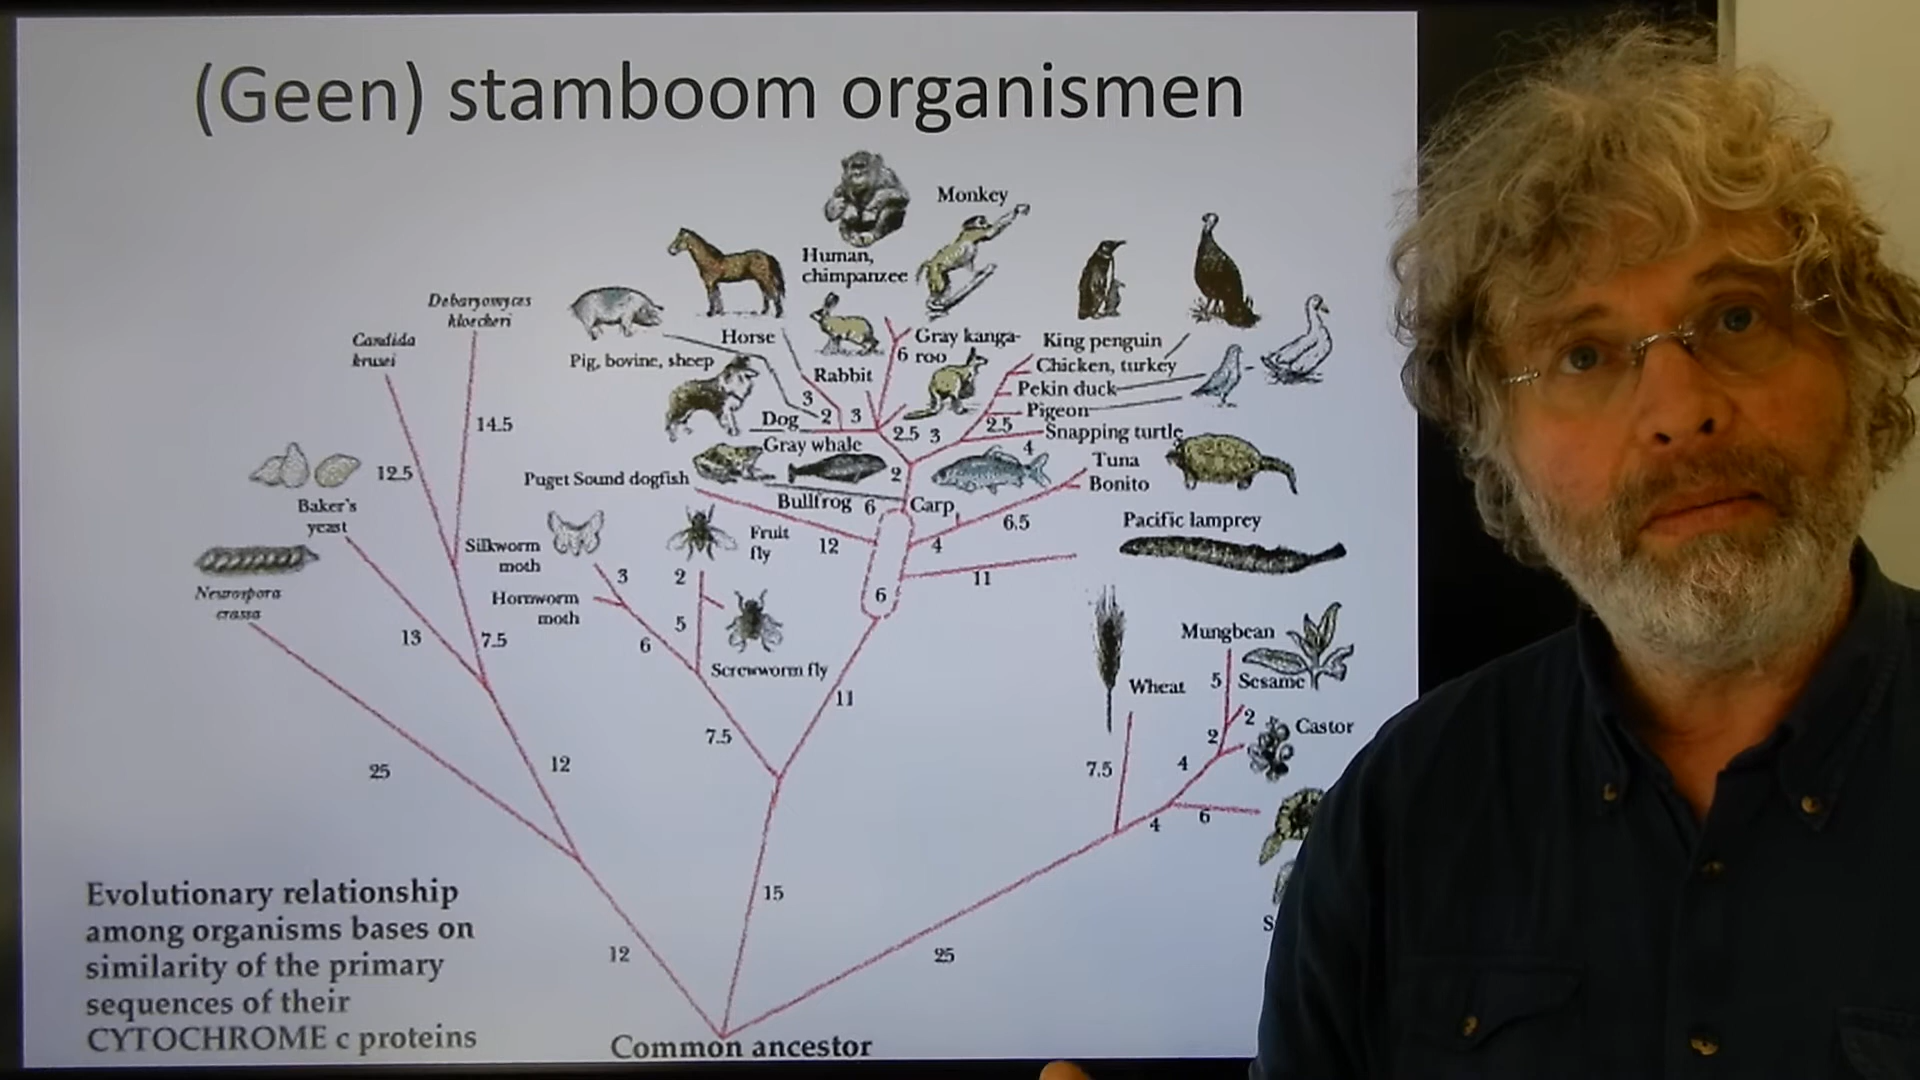 (Geen) stamboom organismen
Monkey
Human,
chimpanzee
Debaryomyces
kloeckeri
Candida
krusei
Horse
Gray kanga-
roo
6
King penguin
Pig, bovine, sheep
Chicken, turkey
Rabbit
Pekin duck
3
Pigeon
Dog
2
3
2.5
14.5
2.5
3
Snapping turtle
Gray whale
4
Tuna
12.5
2
Puget Sound dogfish
Bonito
Bullfrog
6
Carp
Baker's
yeast
6.5
Pacific lamprey
Silkworm
moth
Fruit
fly
12
4
3
2
11
Neurospora
crassa
Hornworm
moth
6
5
Mungbean
13
7.5
6
Screwworm fly
Wheat
5
Sesame
11
2
Castor
7.5
2
25
12
7.5
4
6
4
Evolutionary relationship
among organisms bases on
similarity of the primary
sequences of their
CYTOCHROME c proteins
15
12
25
S
Common ancestor